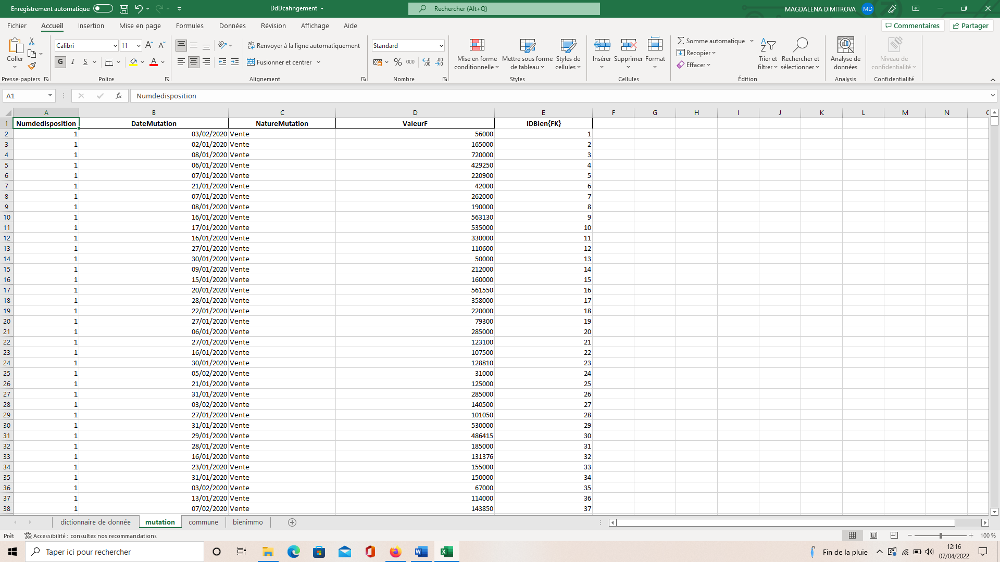 Enregistrement automatique DdDcahngement Rechercher (Alt+Q) MAGDALENA DIMITROVA MD
Fichier Accueil Insertion Mise en page Formules Données Révision Affichage Aide Commentaires Partager
Coller
Presse-papiers
Calibri 11
G I S
Police
Renvoyer à la ligne automatiquement
Fusionner et centrer
Alignement
Standard
% 000
Nombre
Mise en forme conditionnelle
Mettre sous forme de tableau
Styles de cellules
Styles
Insérer Supprimer Format
Cellules
Somme automatique
Recopier
Effacer
Trier et filtrer
Rechercher et sélectionner
Édition
Analyse de données
Analysis
Niveau de confidentialité
Confidentialité
A1 fx Numdedisposition
A B C D E F G H I J K L M N
1 Numdedisposition DateMutation NatureMutation ValeurF IDBien{FK}
2 1 03/02/2020 Vente 56000 1
3 1 02/01/2020 Vente 165000 2
4 1 08/01/2020 Vente 720000 3
5 1 06/01/2020 Vente 429250 4
6 1 07/01/2020 Vente 220900 5
7 1 21/01/2020 Vente 42000 6
8 1 07/01/2020 Vente 262000 7
9 1 08/01/2020 Vente 190000 8
10 1 16/01/2020 Vente 563130 9
11 1 17/01/2020 Vente 535000 10
12 1 16/01/2020 Vente 330000 11
13 1 27/01/2020 Vente 110600 12
14 1 30/01/2020 Vente 50000 13
15 1 09/01/2020 Vente 212000 14
16 1 15/01/2020 Vente 160000 15
17 1 20/01/2020 Vente 561550 16
18 1 28/01/2020 Vente 358000 17
19 1 22/01/2020 Vente 220000 18
20 1 27/01/2020 Vente 79300 19
21 1 06/01/2020 Vente 285000 20
22 1 27/01/2020 Vente 123100 21
23 1 16/01/2020 Vente 107500 22
24 1 30/01/2020 Vente 128810 23
25 1 05/02/2020 Vente 31000 24
26 1 21/01/2020 Vente 125000 25
27 1 31/01/2020 Vente 285000 26
28 1 03/02/2020 Vente 140500 27
29 1 27/01/2020 Vente 101050 28
30 1 31/01/2020 Vente 530000 29
31 1 29/01/2020 Vente 486415 30
32 1 28/01/2020 Vente 185000 31
33 1 16/01/2020 Vente 131376 32
34 1 23/01/2020 Vente 155000 33
35 1 31/01/2020 Vente 150000 34
36 1 03/02/2020 Vente 67000 35
37 1 13/01/2020 Vente 114000 36
38 1 07/02/2020 Vente 143850 37
dictionnaire de donnée mutation commune bienimmo
Prêt Accessibilité : consultez nos recommandations 100 %
Taper ici pour rechercher Fin de la pluie 12:16
07/04/2022